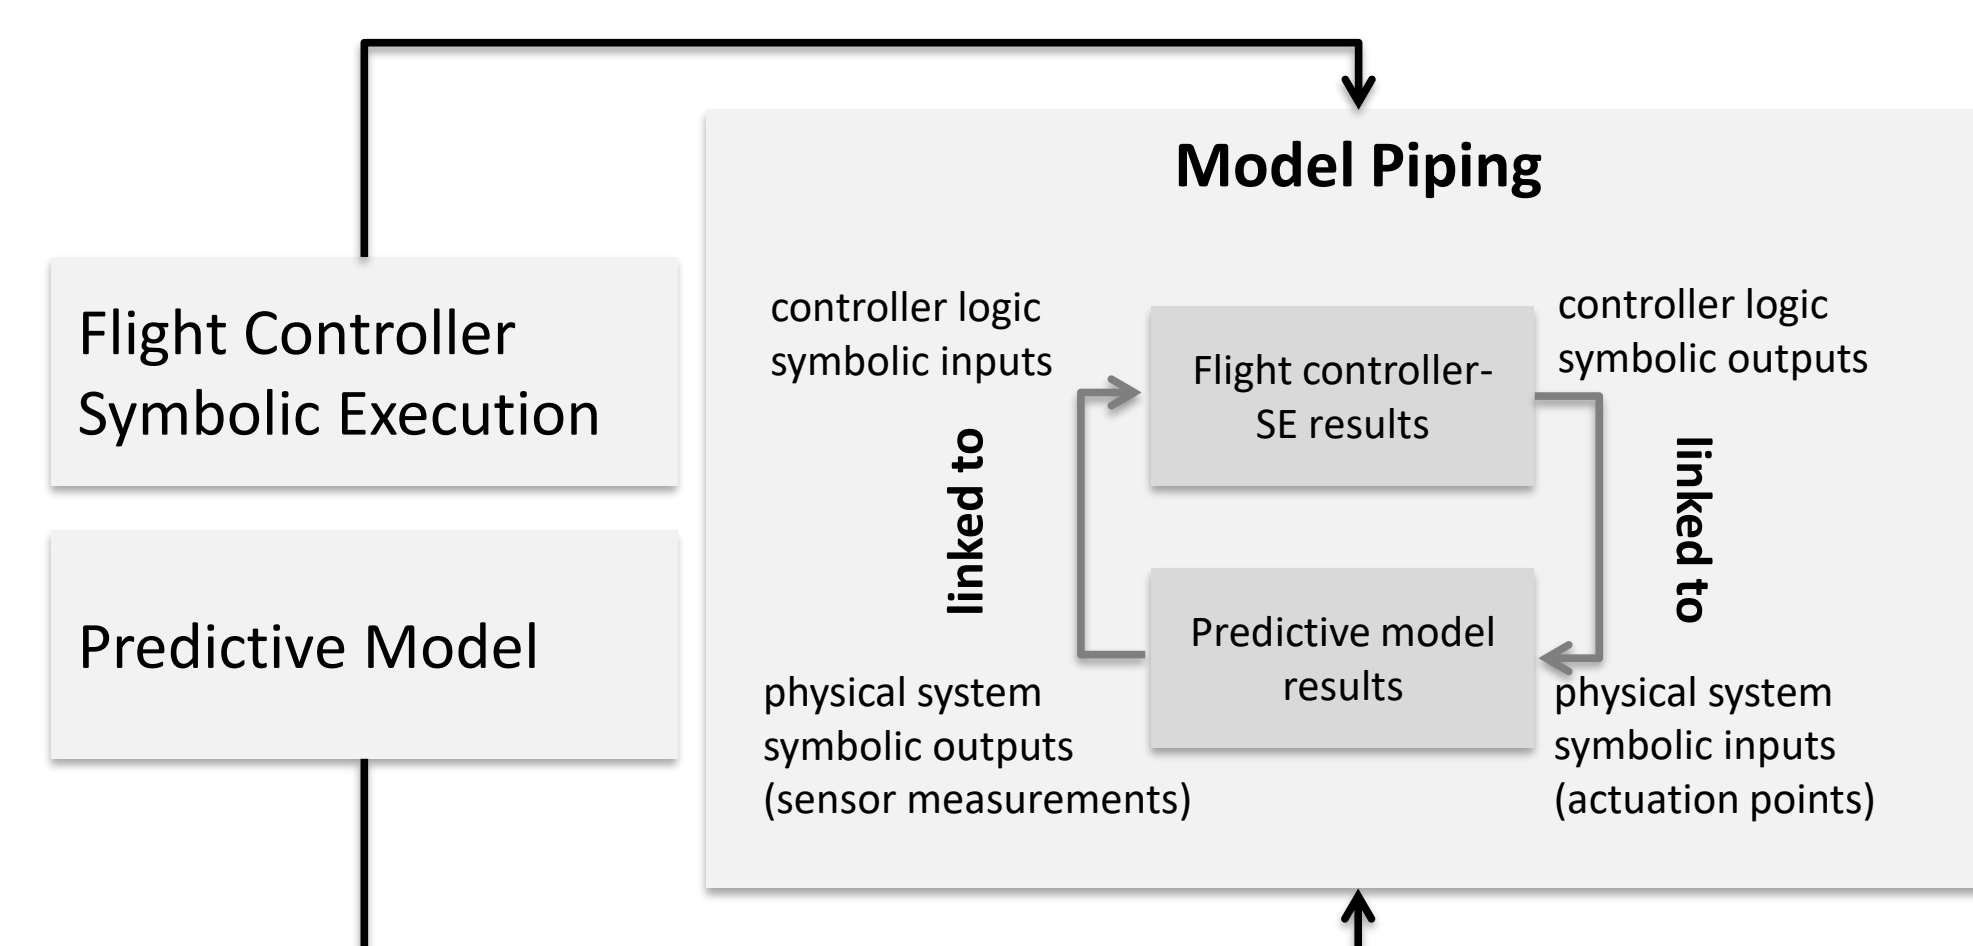 Model Piping
Flight Controller
Symbolic Execution
Predictive Model
controller logic
symbolic inputs
Flight controller-
SE results
controller logic
symbolic outputs
linked to
linked to
Predictive model
results
physical system
symbolic outputs
(sensor measurements)
physical system
symbolic inputs
(actuation points)